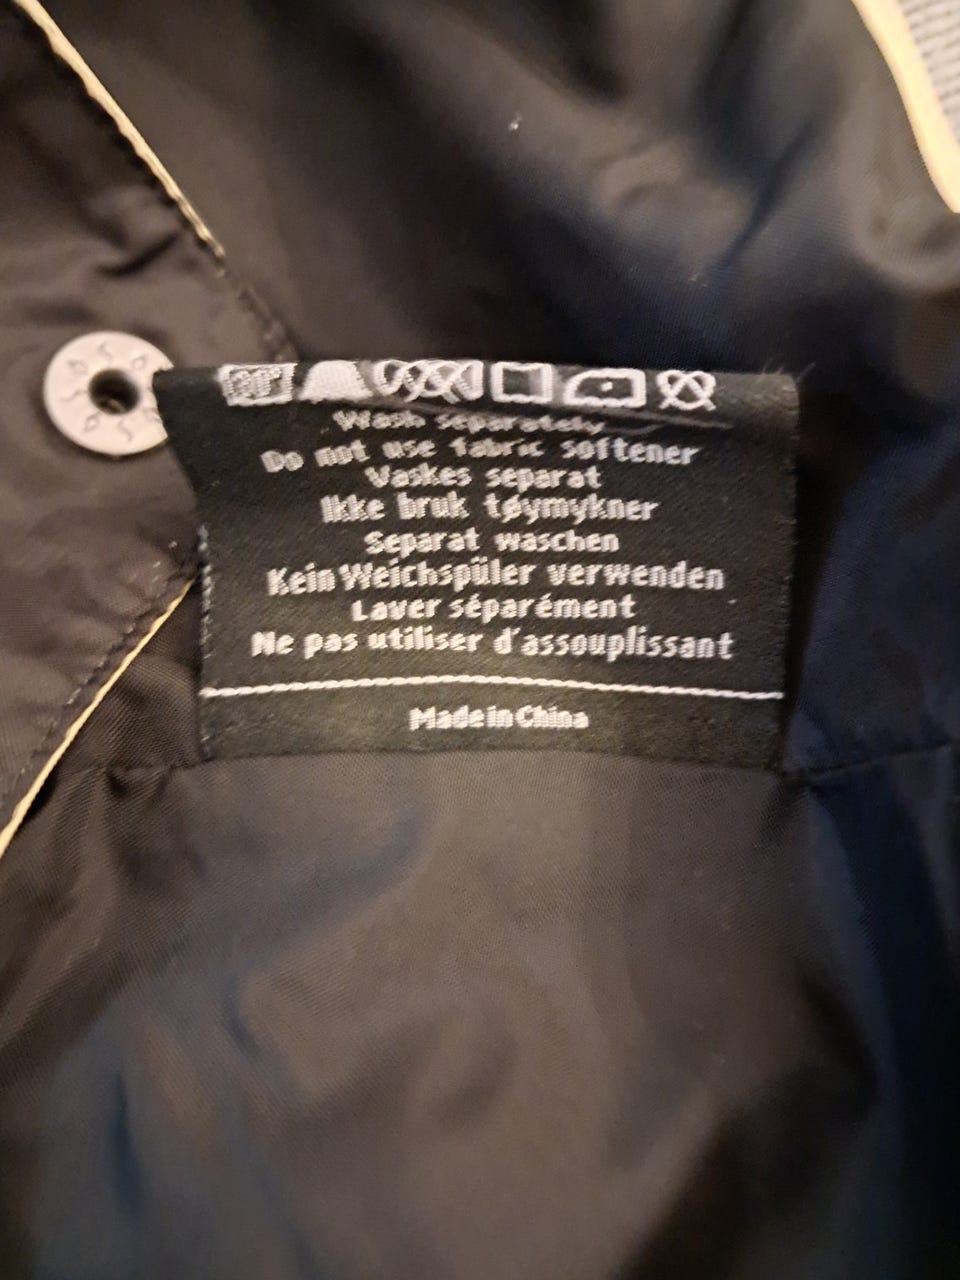 Wash separately
Do not use fabric softener
Vaskes separat
Ikke bruk tøymykner
Separat waschen
Kein Weichspüler verwenden
Laver séparément
Ne pas utiliser d'assouplissant
Made in China